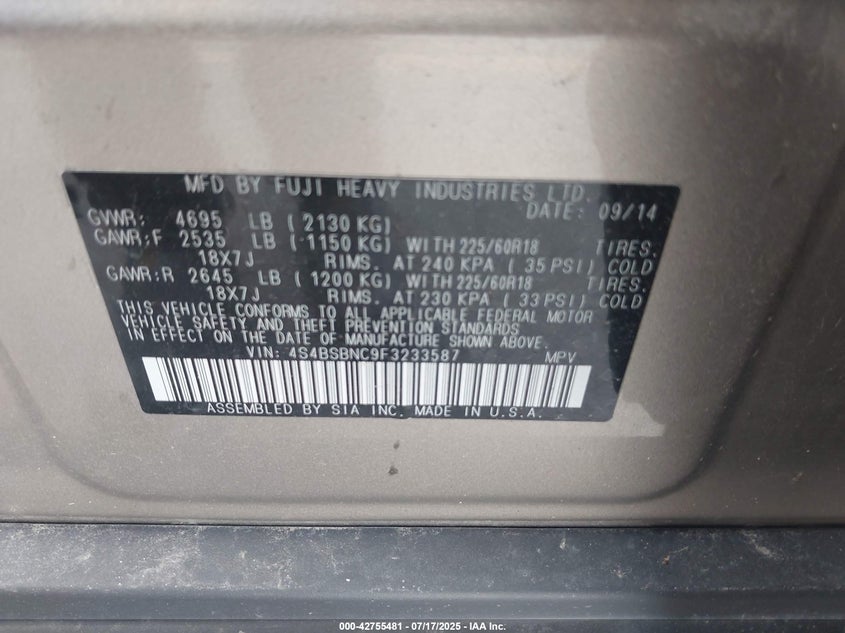 MFD BY FUJI HEAVY INDUSTRIES LTD.
DATE: 09/14
GVWR: 4695 LB ( 2130 KG)
GAWR:F 2535 LB ( 1150 KG) WITH 225/60R18 TIRES.
18X7J RIMS. AT 240 KPA ( 35 PSI) COLD
GAWR:R 2645 LB ( 1200 KG) WITH 225/60R18 TIRES.
18X7J RIMS. AT 230 KPA ( 33 PSI) COLD
THIS VEHICLE CONFORMS TO ALL APPLICABLE FEDERAL MOTOR
VEHICLE SAFETY AND THEFT PREVENTION STANDARDS
IN EFFECT ON THE DATE OF MANUFACTURE SHOWN ABOVE.
VIN: 4S4BSBNC9F3233587 MPV
ASSEMBLED BY SIA INC. MADE IN U.S.A.
000-42755481 - 07/17/2025 - IAA Inc.